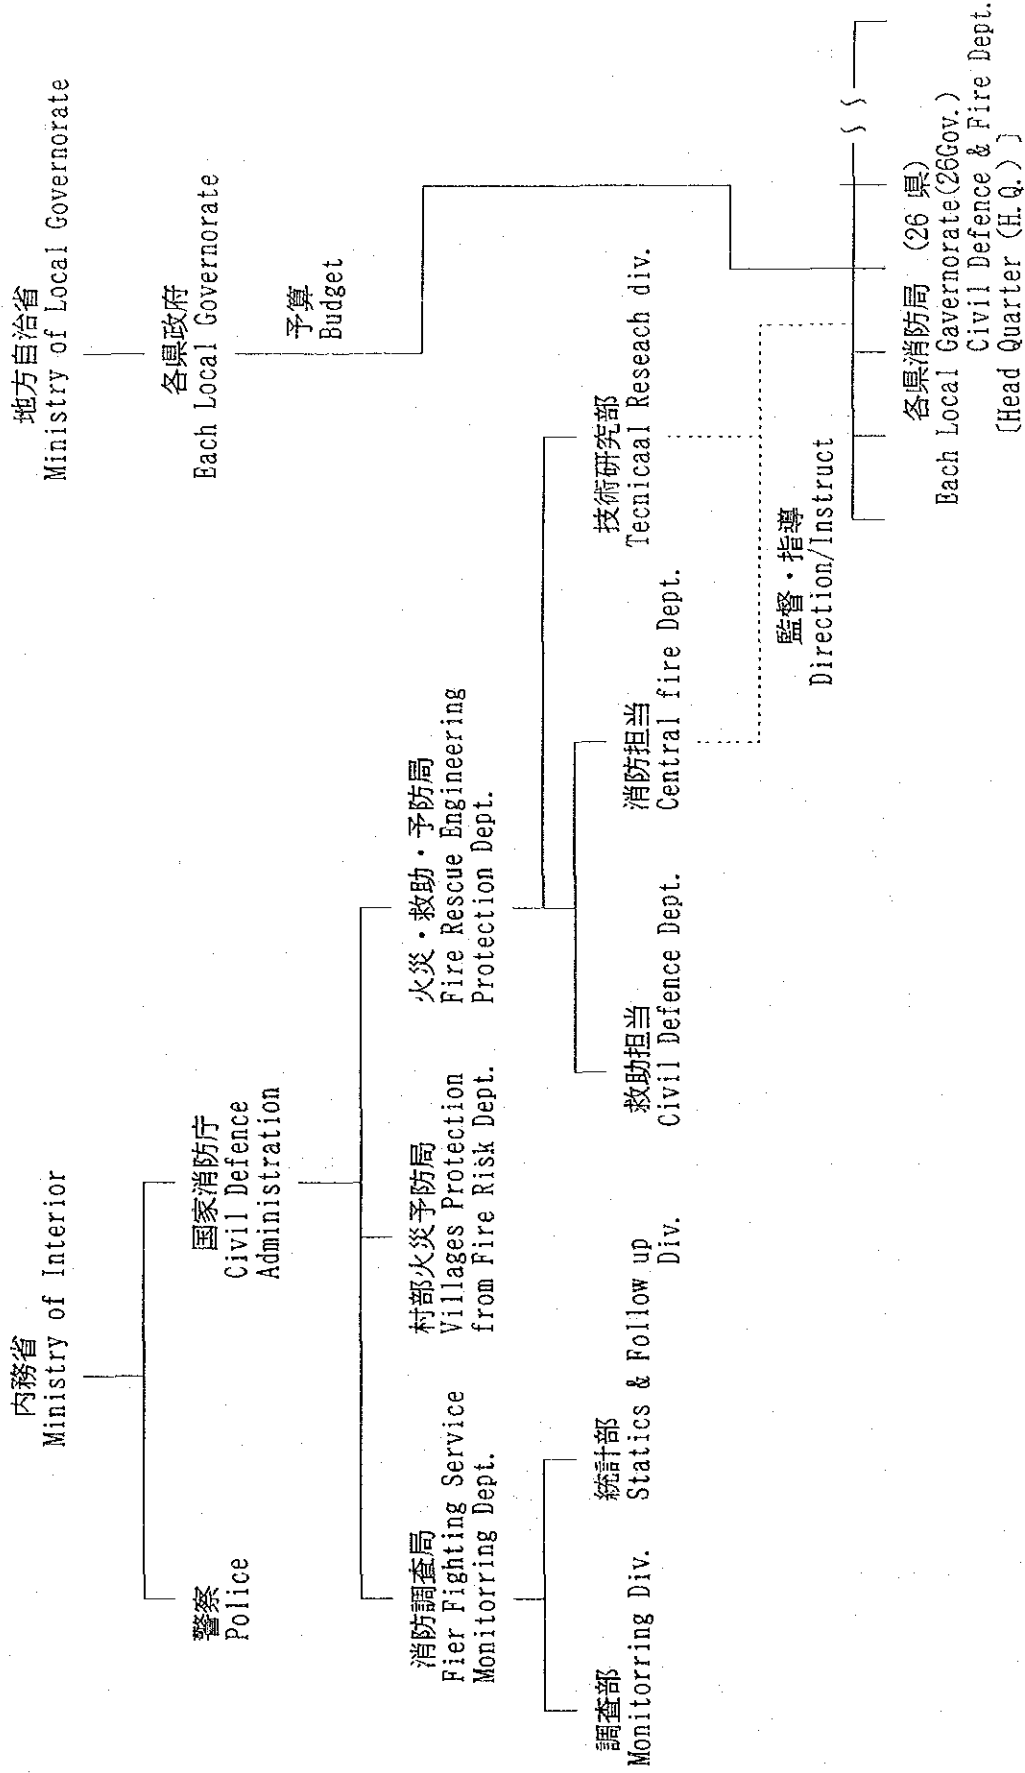 内務省
Ministry of Interior
地方自治省
Ministry of Local Governorate
警察
Police
国家消防庁
Civil Defence
Administration
各県政府
Each Local Governorate
予算
Budget
消防調査局
Fier Fighting Service
Monitorring Dept.
村部火災予防局
Villages Protection
from Fire Risk Dept.
火災・救助・予防局
Fire Rescue Engineering
Protection Dept.
調査部
Monitorring Div.
統計部
Statics & Follow up
Div.
救助担当
Civil Defence Dept.
消防担当
Central fire Dept.
技術研究部
Tecnicaal Reseach div.
監督・指導
Direction/Instruct
各県消防局 (26 県)
Each Local Gavernorate(26Gov.)
Civil Defence & Fire Dept.
〔Head Quarter (H.Q.) 〕